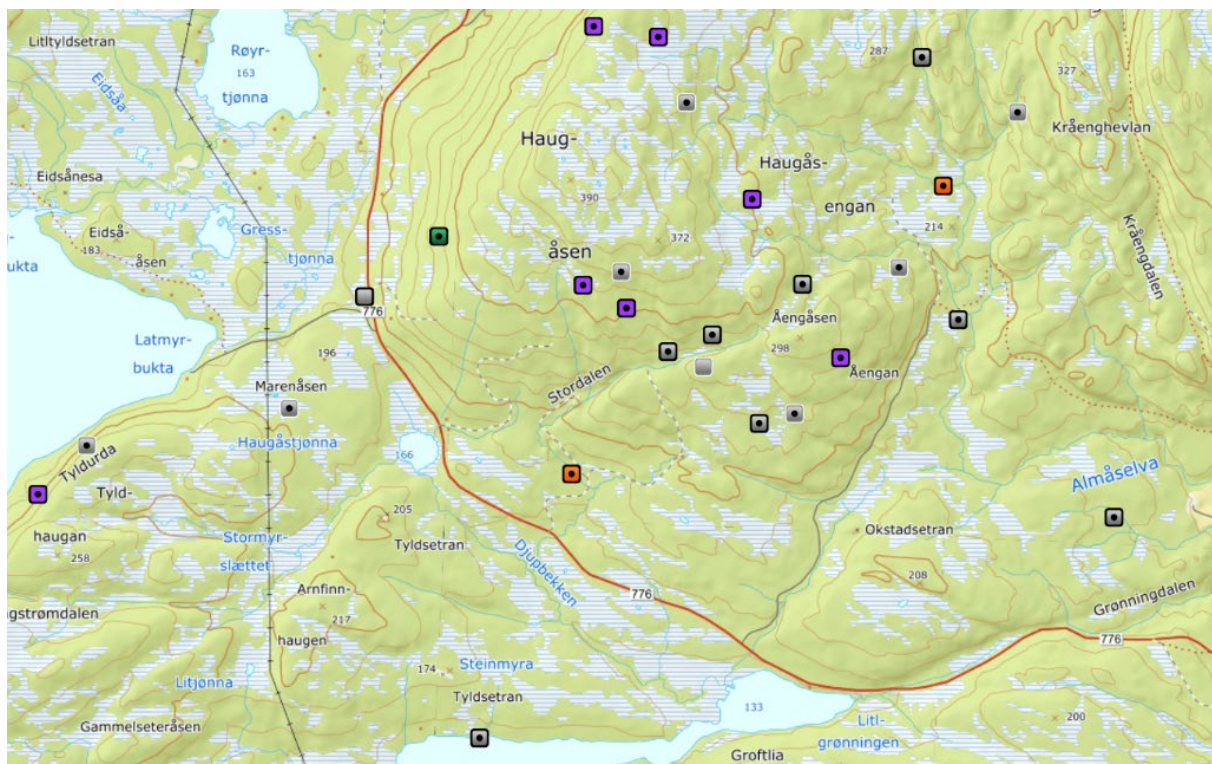 Litltyldsetran
Røyr-
163
tjønna
Eidsåa
287
327
Kråenghevlan
Haug-
Haugås-
Eidsånesa
390
engan
Eidså-
183
åsen
Gress-
tjønna
372
214
Kråengdalen
ukta
åsen
776
Åengåsen
298
Latmyr-
bukta
196
Marenåsen
Stordalen
Åengan
Haugåstjønna
166
Tyldurda
Tyld-
haugan
258
205
Tyldsetran
Almåselva
Okstadsetran
Stormyr-
slættet
Djupbekken
208
Arnfinn-
217
haugen
776
Grønningdalen
gstrømdalen
776
174
Steinmyra
Litjønna
Tyldsetran
133
200
Gammelseteråsen
Litl-
grønningen
Groftlia